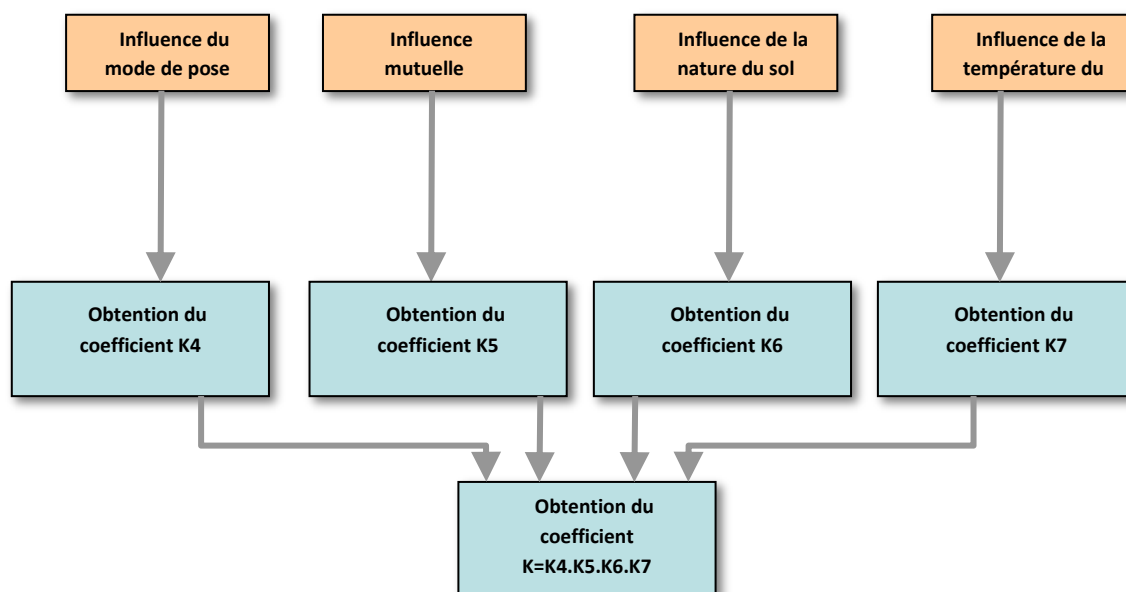 Influence du
mode de pose
Influence
mutuelle
Influence de la
nature du sol
Influence de la
température du
Obtention du
coefficient K4
Obtention du
coefficient K5
Obtention du
coefficient K6
Obtention du
coefficient K7
Obtention du
coefficient
K=K4.K5.K6.K7